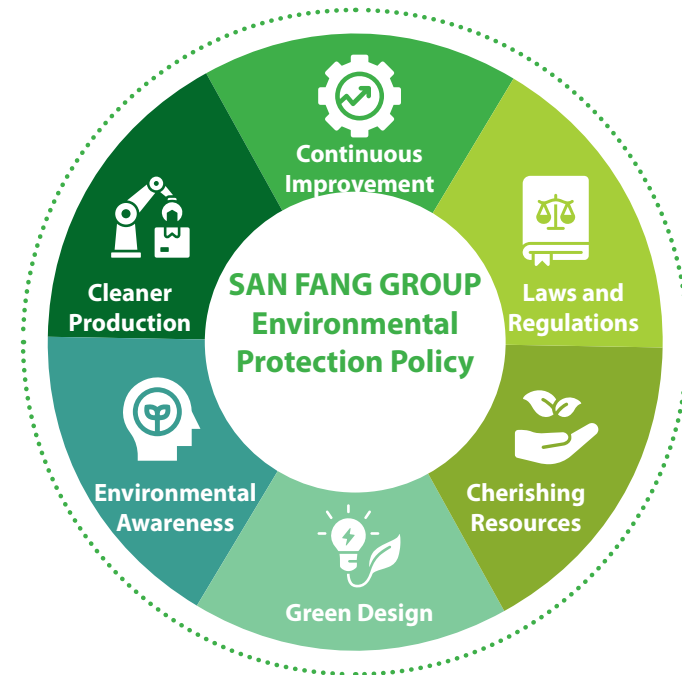 SAN FANG GROUP
Environmental
Protection Policy
Continuous
Improvement
Laws and
Regulations
Cherishing
Resources
Green Design
Environmental
Awareness
Cleaner
Production